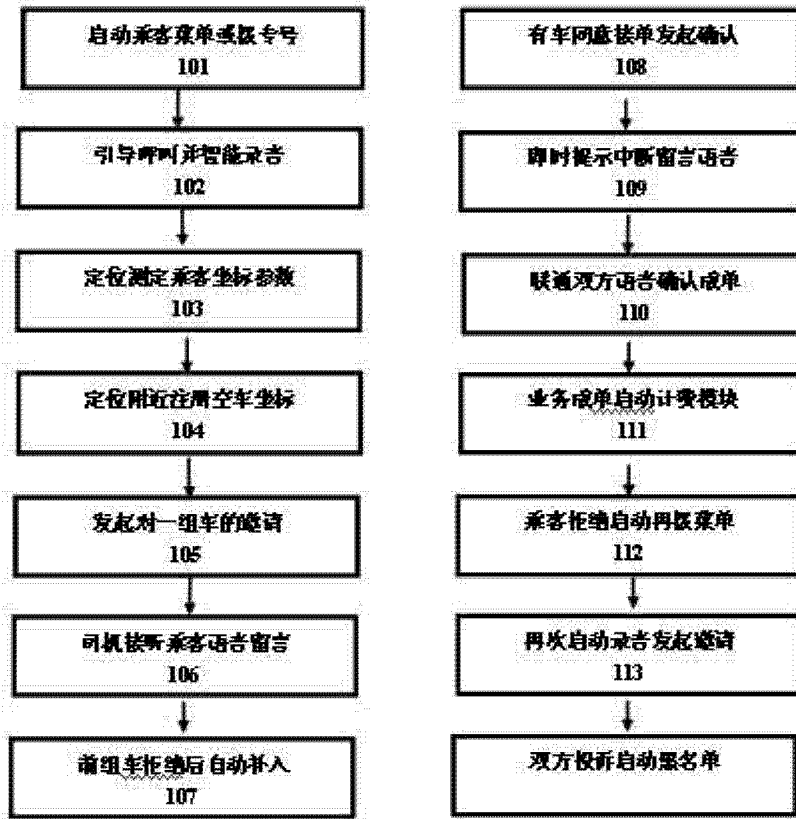 启动乘客菜单或拨专号
101
引导呼叫并智能录音
102
定位测定乘客坐标参数
103
定位附近注册空车坐标
104
发起对一组车的邀请
105
司机接听乘客语音留言
106
前组车拒绝后自动补入
107
有车同意接单发起确认
108
即时提示中断留言语音
109
联通双方语音确认成单
110
业务成单启动计费模块
111
乘客拒绝启动再拨菜单
112
再次启动录音发起邀请
113
双方投诉启动黑名单